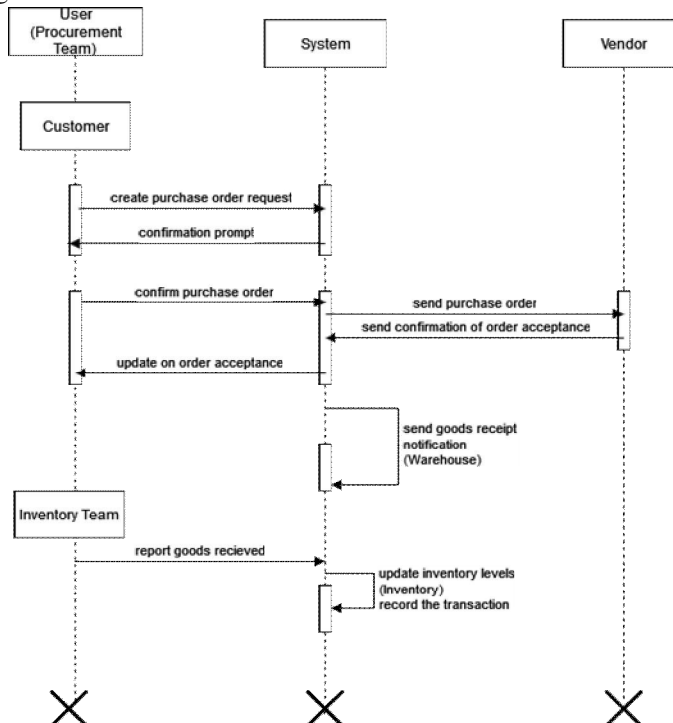 User
(Procurement
Team)
System
Vendor
Customer
create purchase order request
confirmation prompt
confirm purchase order
send purchase order
send confirmation of order acceptance
update on order acceptance
send goods receipt
notification
(Warehouse)
Inventory Team
report goods recieved
update inventory levels
(Inventory)
record the transaction